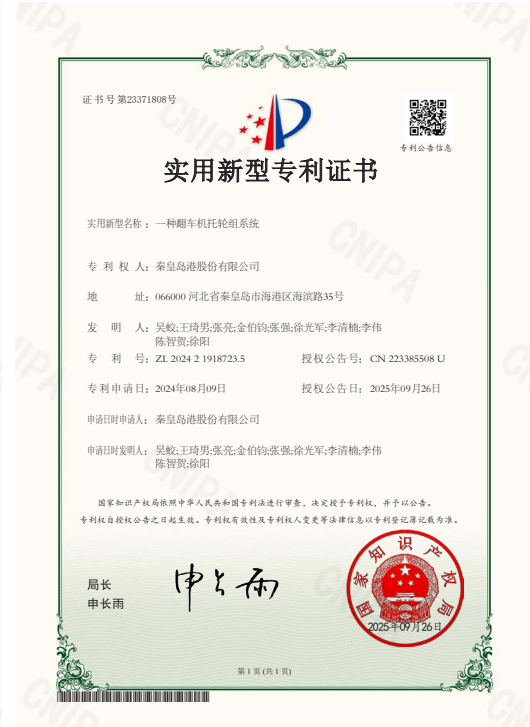 证书号第23371808号
专利公告信息
实用新型专利证书
实用新型名称：一种翻车机托轮组系统
专利权人：秦皇岛港股份有限公司
地址：066000 河北省秦皇岛市海港区海滨路35号
发明人：吴蛟;王琦男;张亮;金伯钧;张强;徐光军;李清楠;李伟
陈智贺;徐阳
专利号：ZL 2024 2 1918723.5 授权公告号：CN 223385508 U
专利申请日：2024年08月09日 授权公告日：2025年09月26日
申请日时申请人：秦皇岛港股份有限公司
申请日时发明人：吴蛟;王琦男;张亮;金伯钧;张强;徐光军;李清楠;李伟
陈智贺;徐阳
国家知识产权局依照中华人民共和国专利法进行审查，决定授予专利权，并予以公告。
专利权自授权公告之日起生效。专利权有效性及专利权人变更等法律信息以专利登记簿记载为准。
局长
申长雨
申长雨
国家知识产权局
2025年09月26日
第1页(共1页)
CNIPA